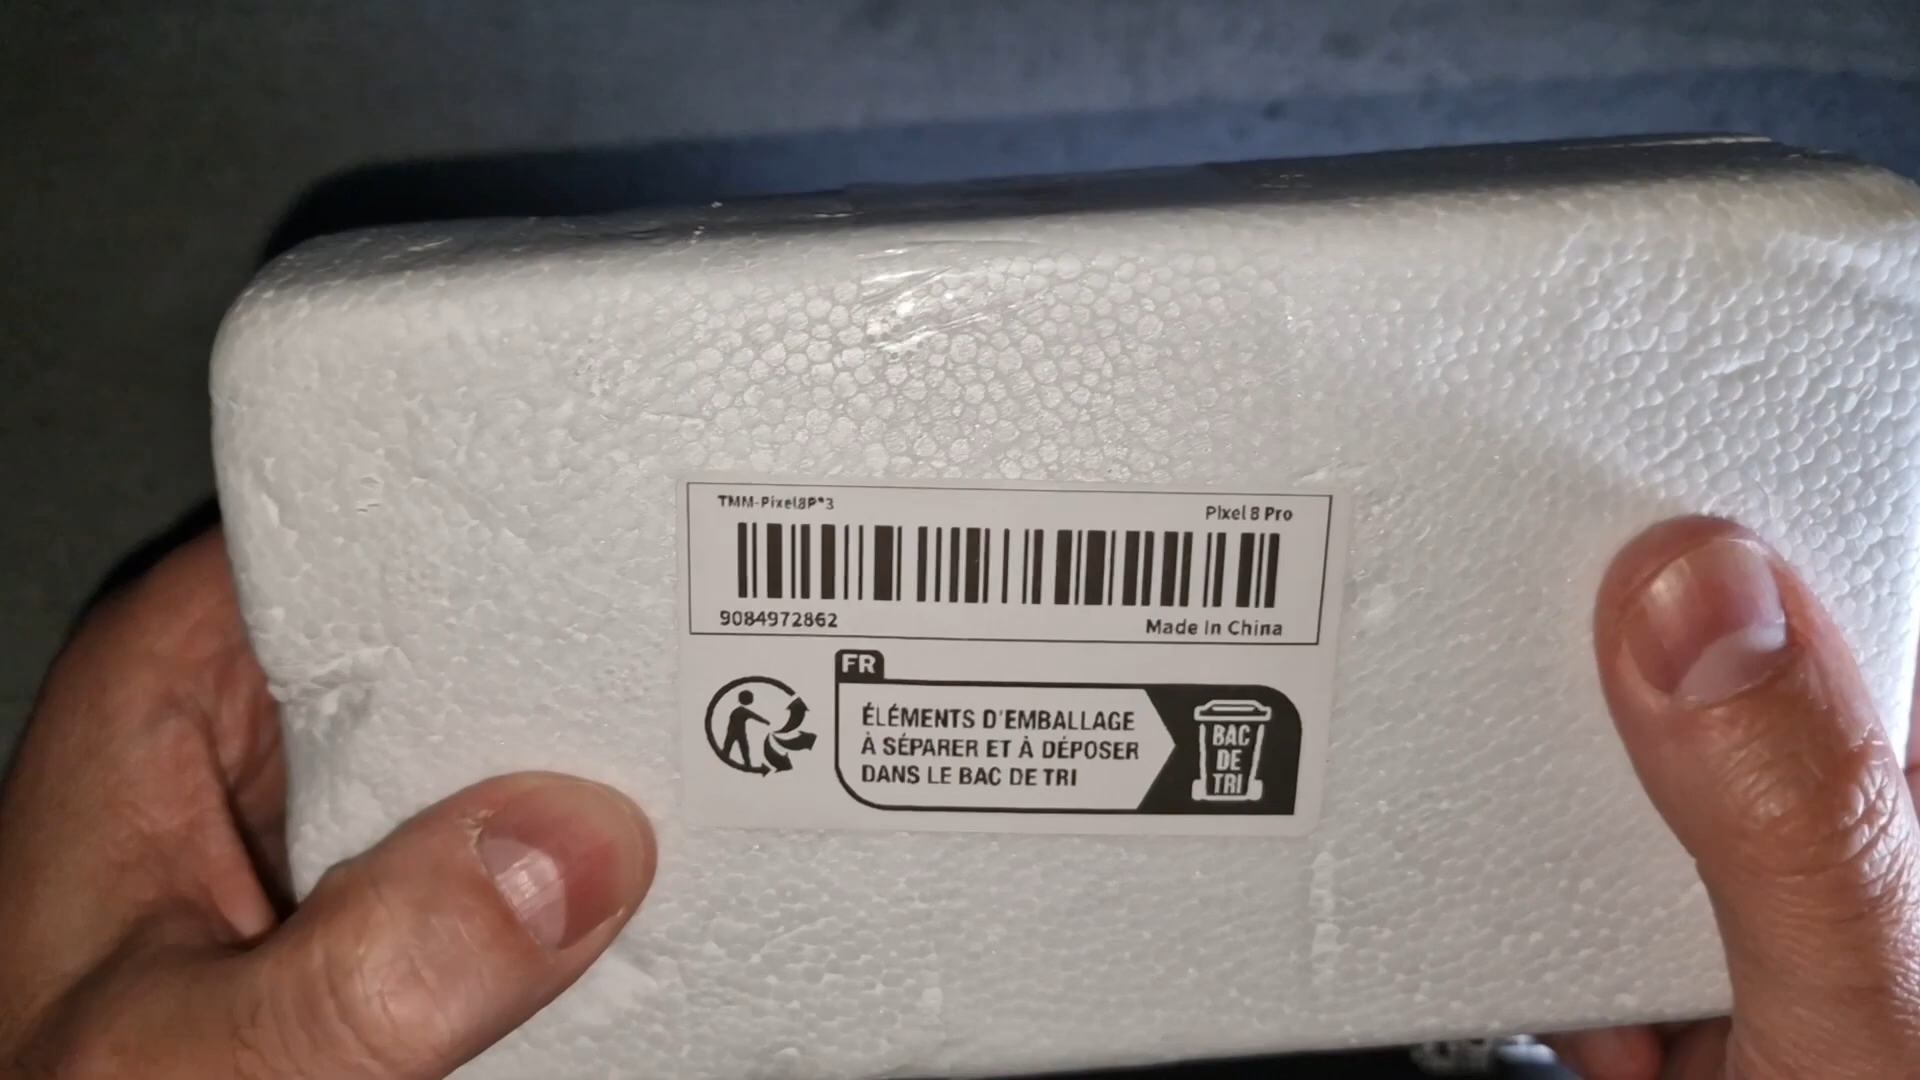 TMM-Pixel8P*3
Pixel 8 Pro
9084972862
Made In China
FR
ÉLÉMENTS D'EMBALLAGE
À SÉPARER ET À DÉPOSER
DANS LE BAC DE TRI
BAC
DE
TRI